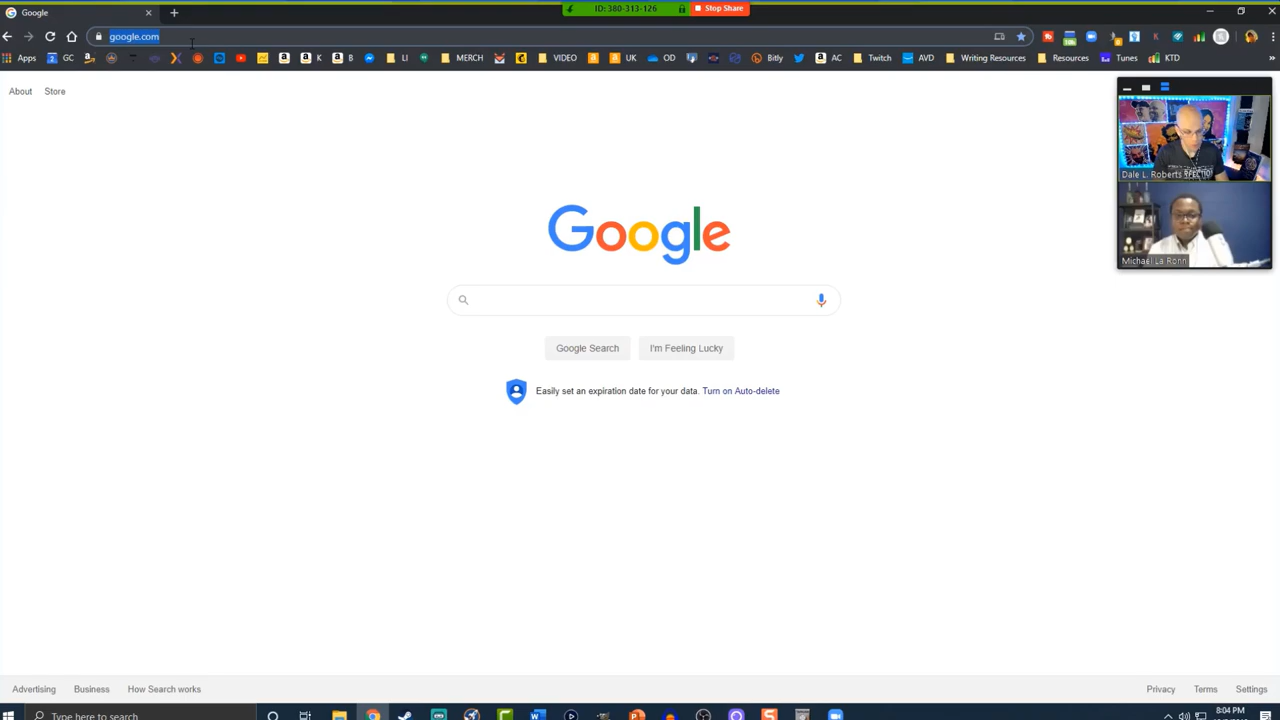 Google
ID: 380-313-126
Stop Share
google.com
Apps
GC
K
B
LI
MERCH
VIDEO
UK
OD
Bitly
AC
Twitch
AVD
Writing Resources
Resources
Tunes
KTD
About
Store
Dale L. Roberts
Michael La Ronn
Google
Google Search
I'm Feeling Lucky
Easily set an expiration date for your data. Turn on Auto-delete
Advertising
Business
How Search works
Privacy
Terms
Settings
Type here to search
8:04 PM